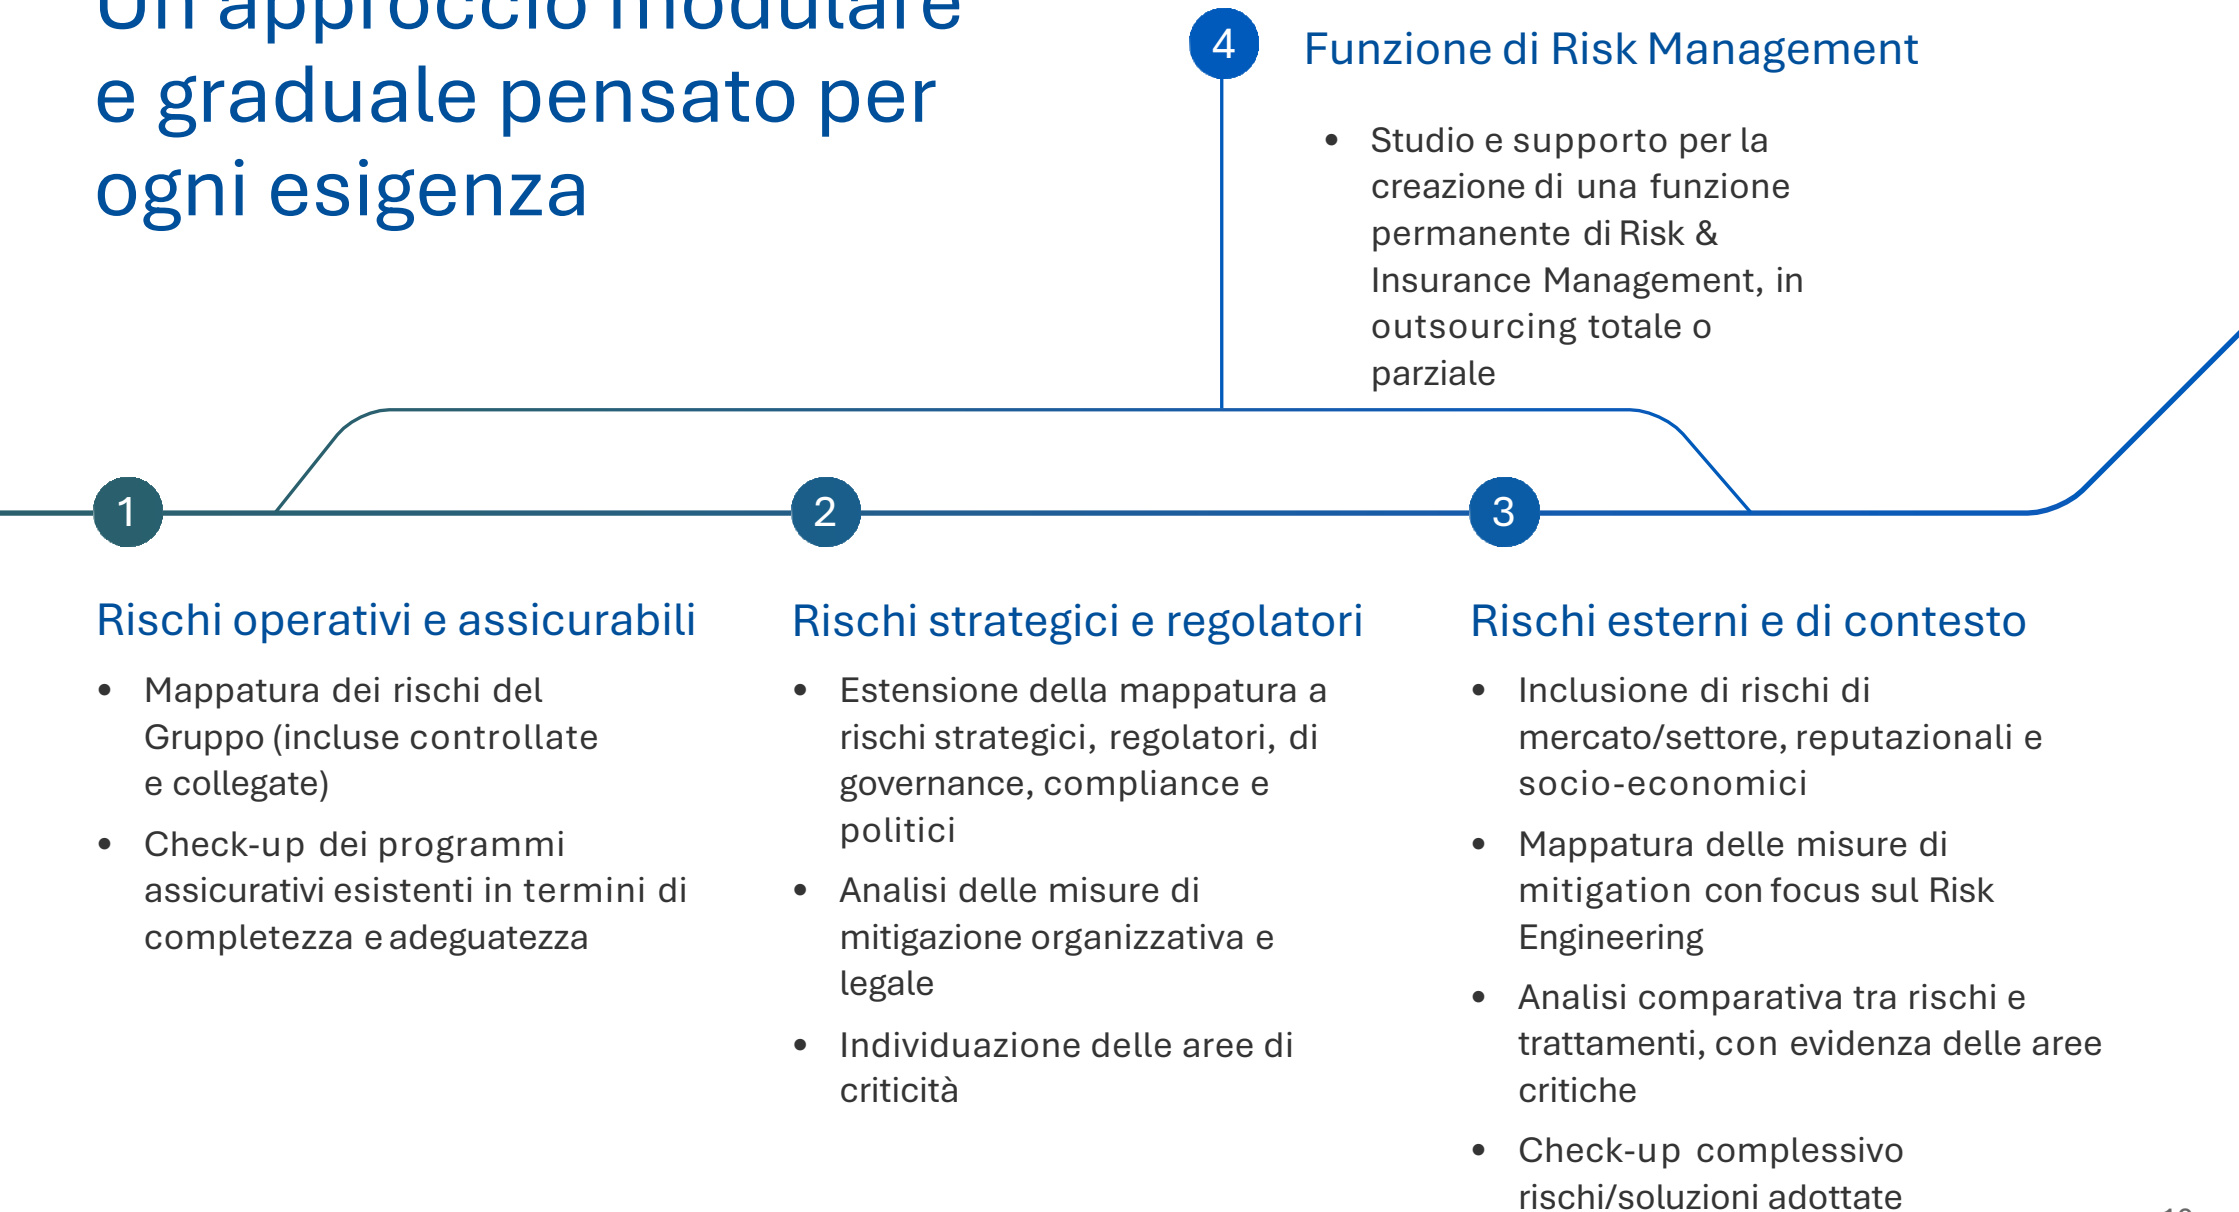 Un approccio modulare
e graduale pensato per
ogni esigenza
4
Funzione di Risk Management
• Studio e supporto per la
creazione di una funzione
permanente di Risk &
Insurance Management, in
outsourcing totale o
parziale
1
2
3
Rischi operativi e assicurabili
• Mappatura dei rischi del
Gruppo (incluse controllate
e collegate)
• Check-up dei programmi
assicurativi esistenti in termini di
completezza e adeguatezza
Rischi strategici e regolatori
• Estensione della mappatura a
rischi strategici, regolatori, di
governance, compliance e
politici
• Analisi delle misure di
mitigazione organizzativa e
legale
• Individuazione delle aree di
criticità
Rischi esterni e di contesto
• Inclusione di rischi di
mercato/settore, reputazionali e
socio-economici
• Mappatura delle misure di
mitigation con focus sul Risk
Engineering
• Analisi comparativa tra rischi e
trattamenti, con evidenza delle aree
critiche
• Check-up complessivo
rischi/soluzioni adottate